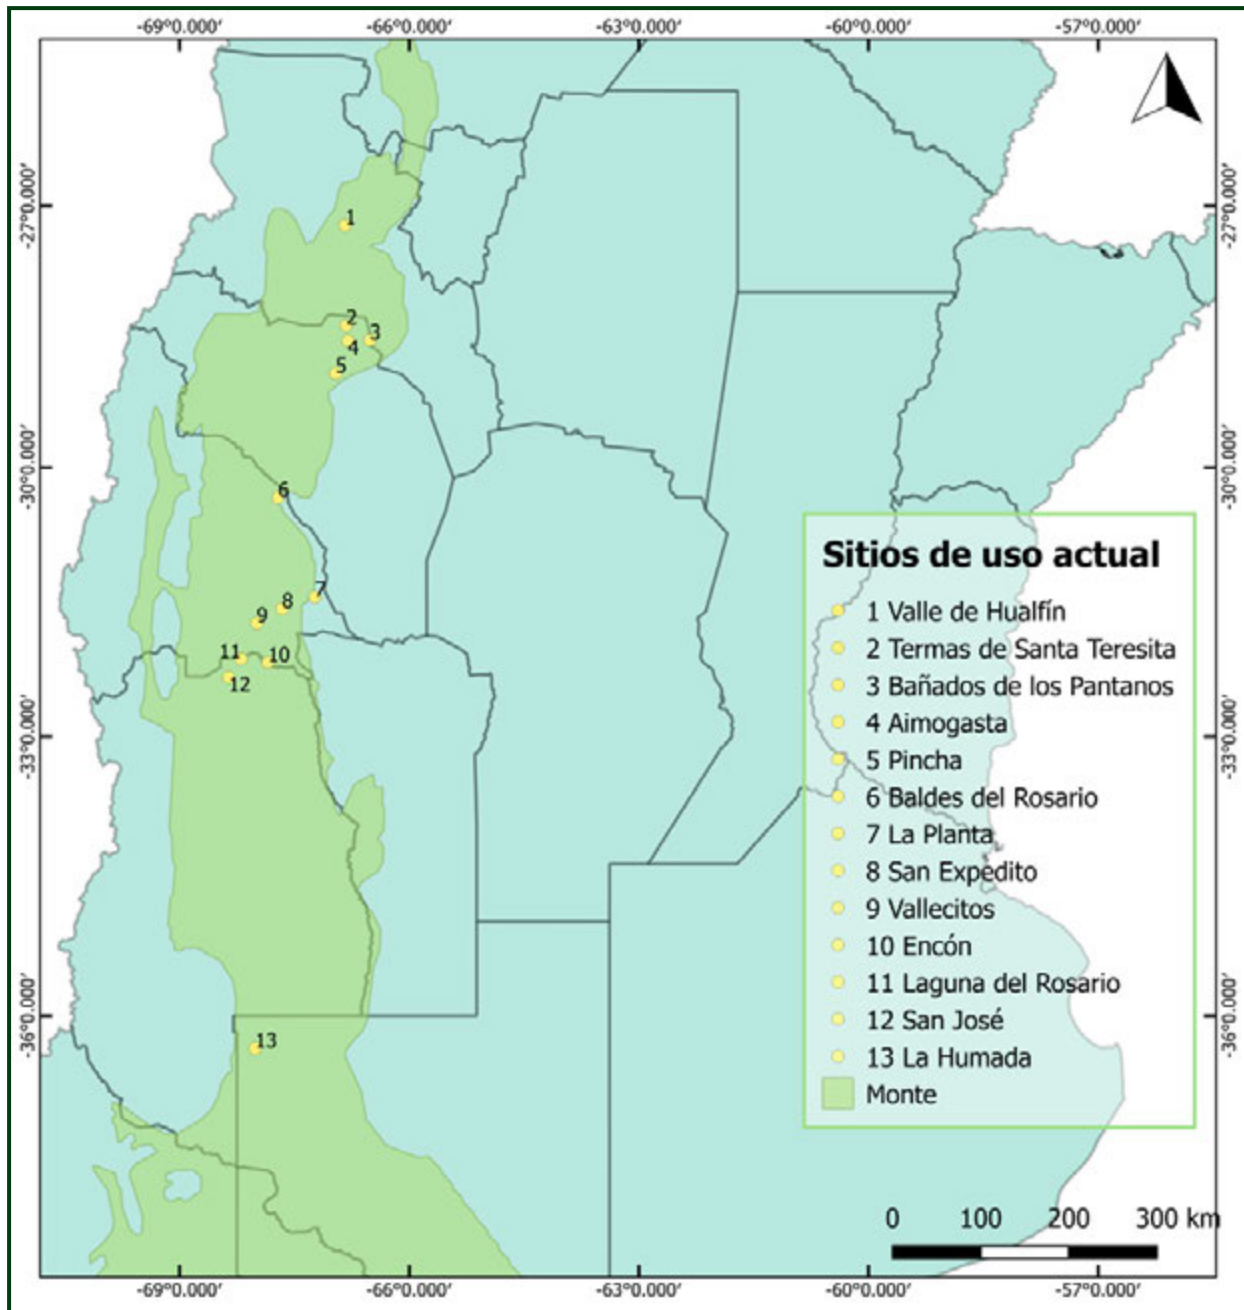 -69°0.000′ -66°0.000′ -63°0.000′ -60°0.000′ -57°0.000′
-27°0.000′ -27°0.000′
-30°0.000′ -30°0.000′
-33°0.000′ -33°0.000′
-36°0.000′ -36°0.000′
1
2
3
4
5
6
7
8
9
11
10
12
13
Sitios de uso actual
1 Valle de Hualfín
2 Termas de Santa Teresita
3 Bañados de los Pantanos
4 Aimogasta
5 Pincha
6 Baldes del Rosario
7 La Planta
8 San Expedito
9 Vallecitos
10 Encón
11 Laguna del Rosario
12 San José
13 La Humada
Monte
0 100 200 300 km
-69°0.000′ -66°0.000′ -63°0.000′ -60°0.000′ -57°0.000′